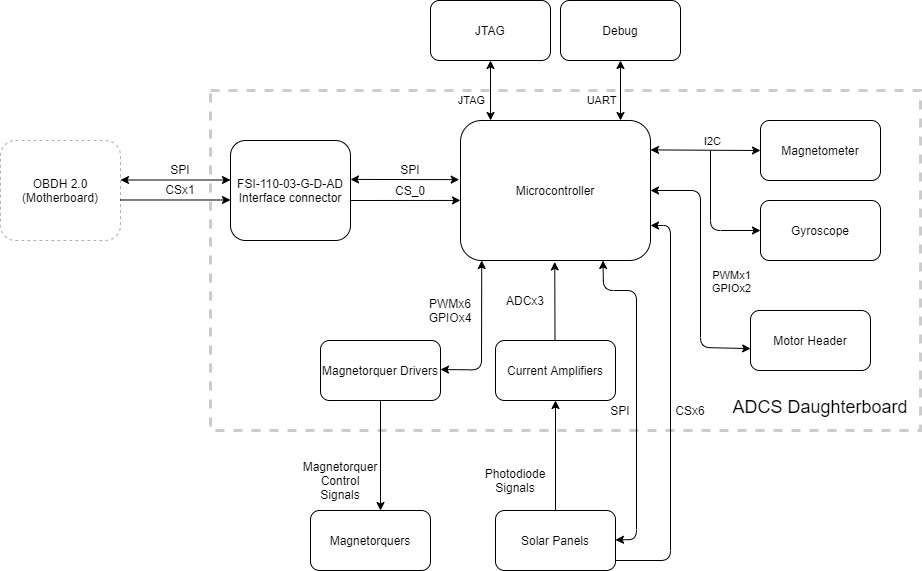 JTAG
Debug
JTAG
UART
OBDH 2.0
(Motherboard)
SPI
CSx1
FSI-110-03-G-D-AD
Interface connector
SPI
CS_0
Microcontroller
I2C
Magnetometer
Gyroscope
PWMx1
GPIOx2
Motor Header
PWMx6
GPIOx4
ADCx3
Magnetorquer Drivers
Current Amplifiers
SPI
CSx6
ADCS Daughterboard
Magnetorquer
Control
Signals
Photodiode
Signals
Magnetorquers
Solar Panels